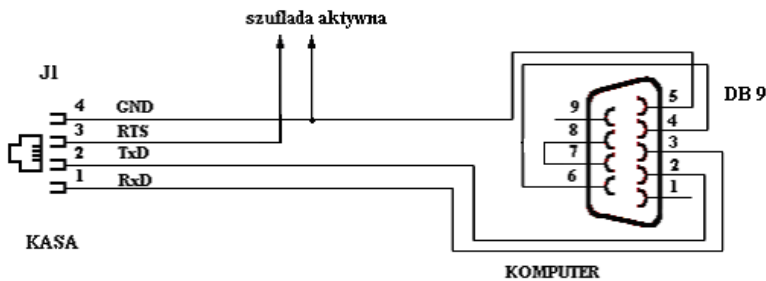 szuflada aktywna
J1
4 GND
3 RTS
2 TxD
1 RxD
KASA
9
8
7
6
5
4
3
2
1
DB 9
KOMPUTER